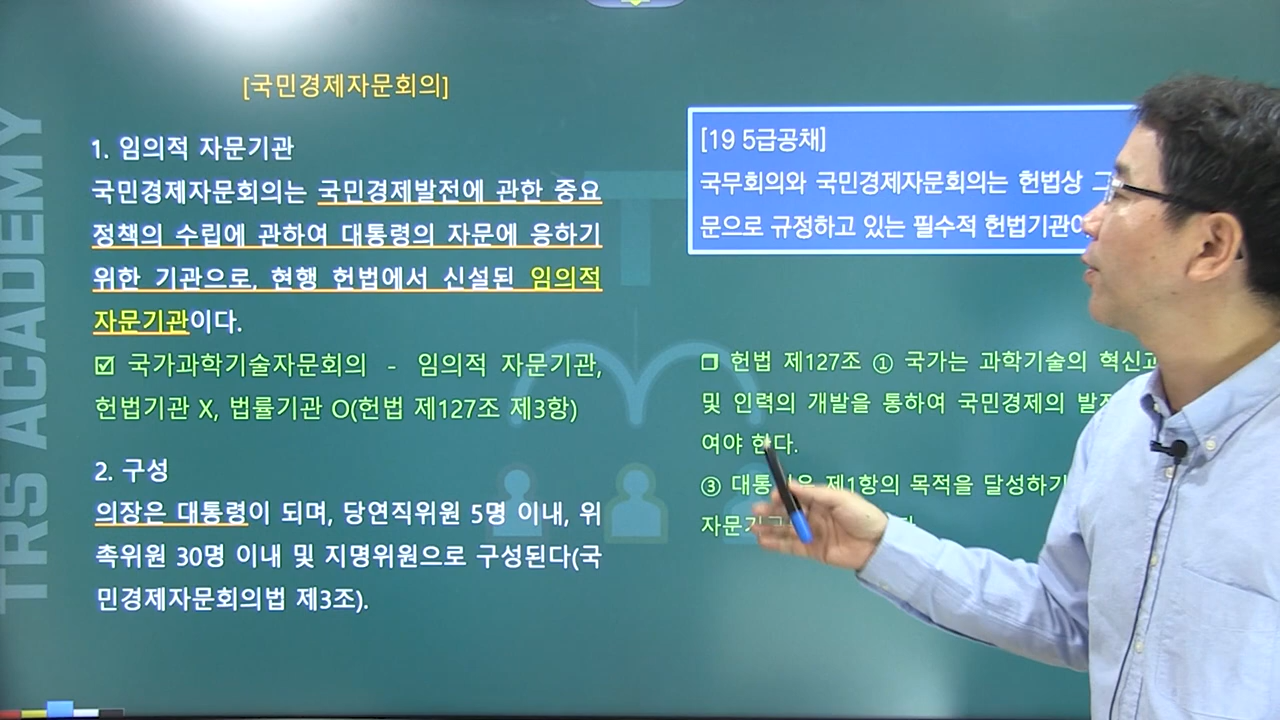 TRS ACADEMY
[국민경제자문회의]
1. 임의적 자문기관
국민경제자문회의는 국민경제발전에 관한 중요
정책의 수립에 관하여 대통령의 자문에 응하기
위한 기관으로, 현행 헌법에서 신설된 임의적
자문기관이다.
☑ 국가과학기술자문회의 - 임의적 자문기관,
헌법기관 X, 법률기관 O(헌법 제127조 제3항)
2. 구성
의장은 대통령이 되며, 당연직위원 5명 이내, 위
촉위원 30명 이내 및 지명위원으로 구성된다(국
민경제자문회의법 제3조).
[19 5급공채]
국무회의와 국민경제자문회의는 헌법상
문으로 규정하고 있는 필수적 헌법기관
❒ 헌법 제127조 ① 국가는 과학기술의 혁신과
및 인력의 개발을 통하여 국민경제의
여야 한다.
③ 제1항의 목적을 달성하기